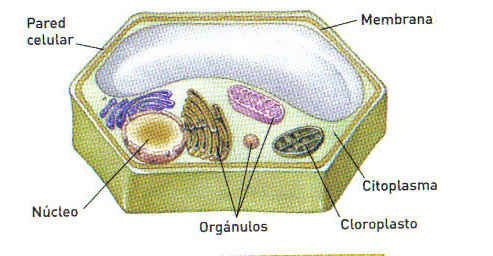 Pared
celular
Membrana
Citoplasma
Núcleo
Orgánulos
Cloroplasto